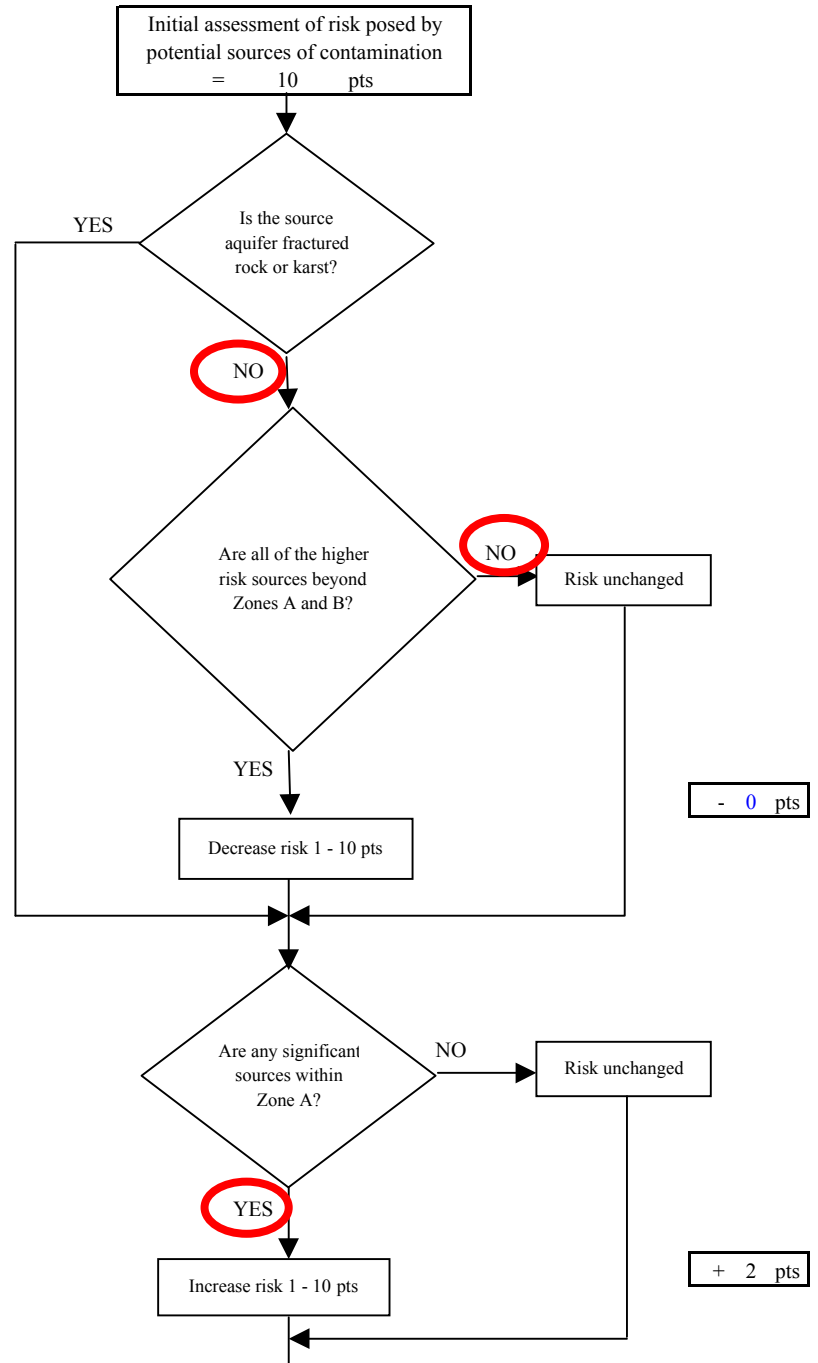 Initial assessment of risk posed by
potential sources of contamination
= 10 pts
YES
Is the source
aquifer fractured
rock or karst?
NO
Are all of the higher
risk sources beyond
Zones A and B?
NO
Risk unchanged
YES
- 0 pts
Decrease risk 1 - 10 pts
Are any significant
sources within
Zone A?
NO
Risk unchanged
YES
+ 2 pts
Increase risk 1 - 10 pts